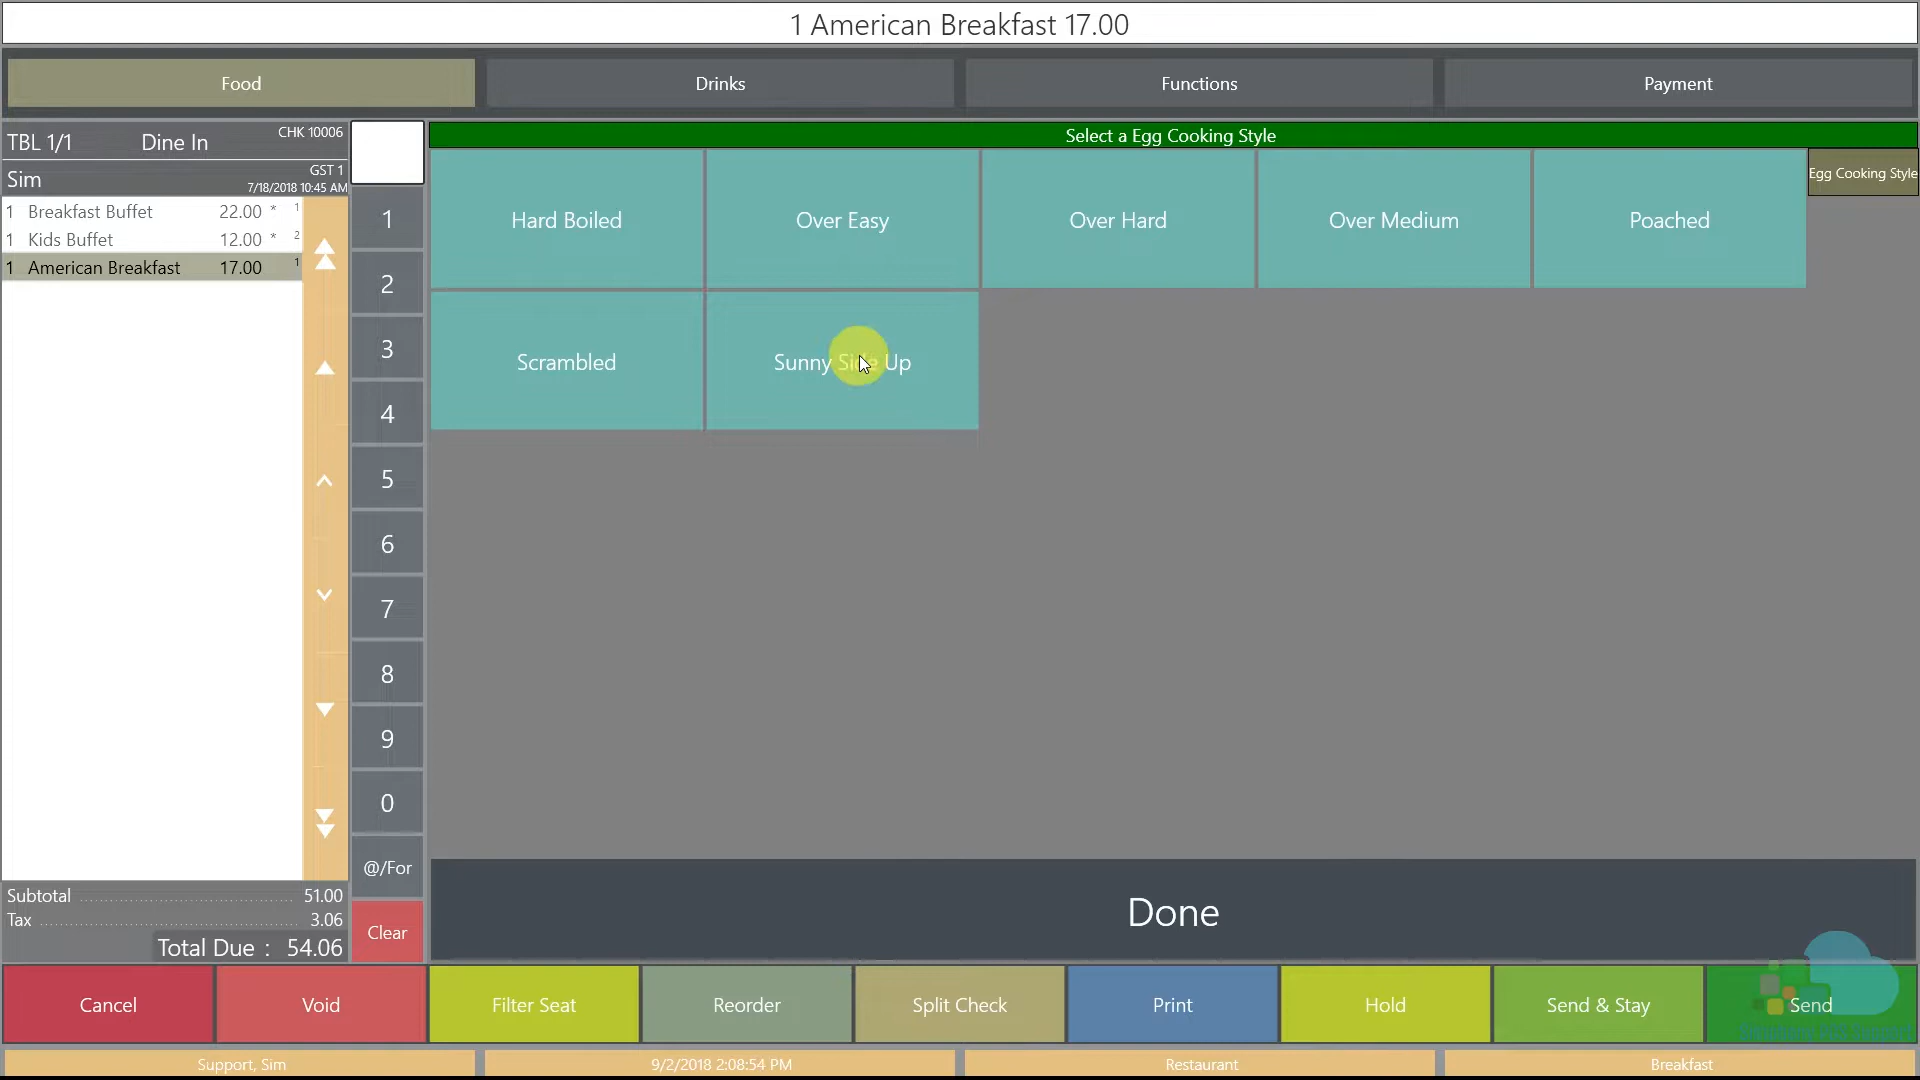 1 American Breakfast 17.00
Food
Drinks
Functions
Payment
TBL 1/1 Dine In CHK 10006
GST 1
Sim 7/18/2018 10:45 AM
1 Breakfast Buffet 22.00 * 1
1 Kids Buffet 12.00 * 2
1 American Breakfast 17.00 1
Subtotal 51.00
Tax 3.06
Total Due : 54.06
1
2
3
4
5
6
7
8
9
0
@/For
Clear
Select a Egg Cooking Style
Hard Boiled
Over Easy
Over Hard
Over Medium
Poached
Egg Cooking Style
Scrambled
Sunny Side Up
Done
Cancel
Void
Filter Seat
Reorder
Split Check
Print
Hold
Send & Stay
Send
Support, Sim
9/2/2018 2:08:54 PM
Restaurant
Breakfast